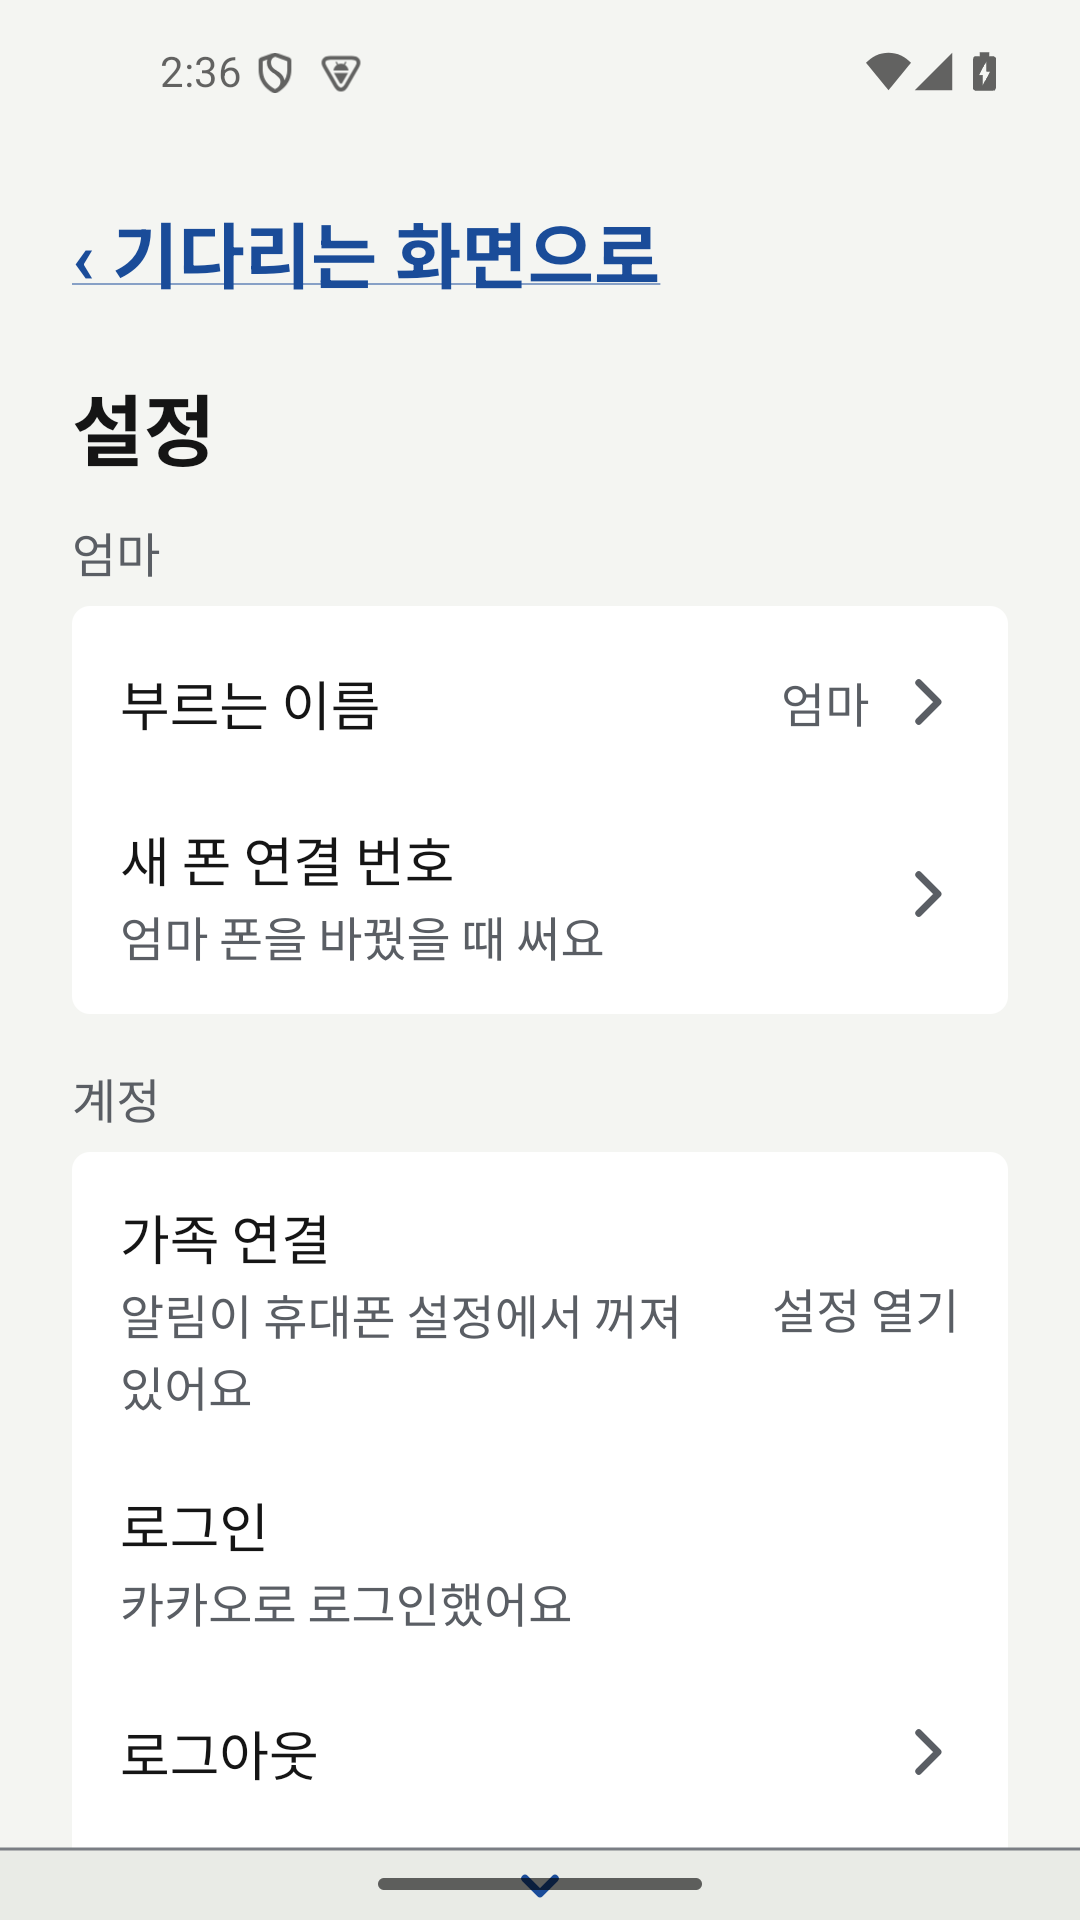 2:36
‹ 기다리는 화면으로
설정
엄마
부르는 이름 엄마
새 폰 연결 번호
엄마 폰을 바꿨을 때 써요
계정
가족 연결
알림이 휴대폰 설정에서 꺼져 설정 열기
있어요
로그인
카카오로 로그인했어요
로그아웃